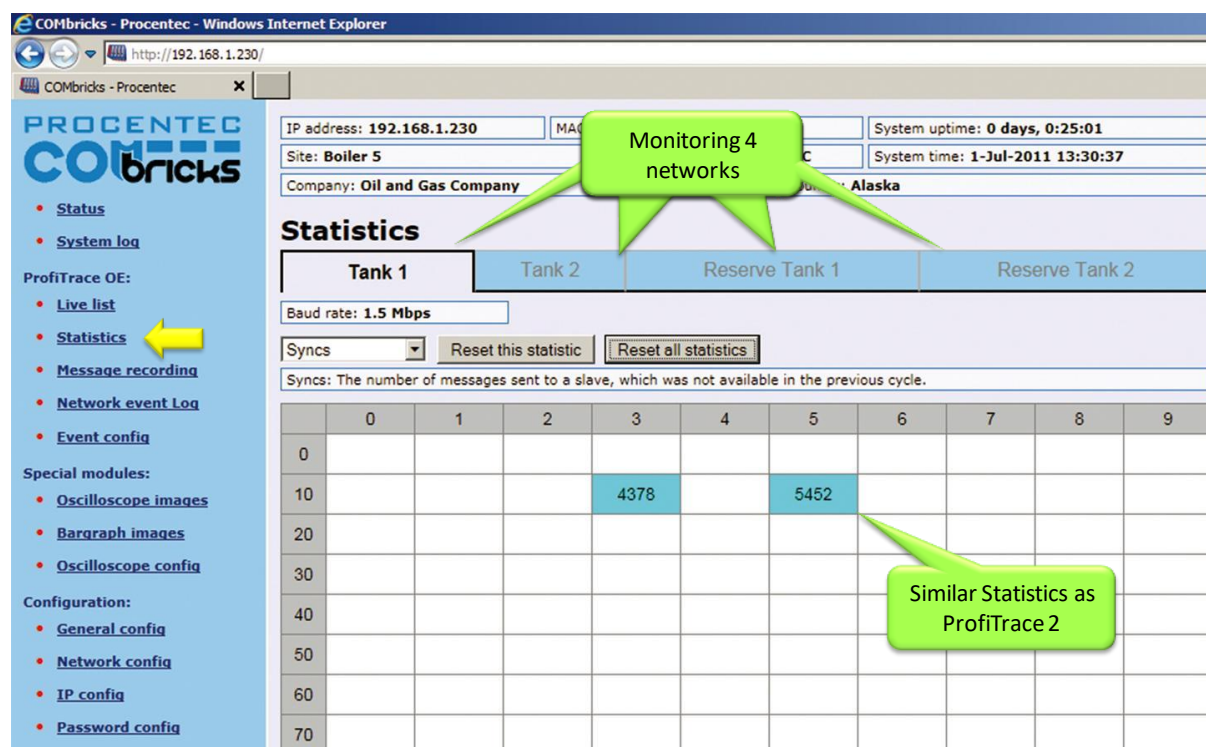 COMbricks - Procentec - Windows Internet Explorer
http://192.168.1.230/
COMbricks - Procentec
PROCENTEC
COMbricks
Status
System log
ProfiTrace OE:
Live list
Statistics
Message recording
Network event Log
Event config
Special modules:
Oscilloscope images
Bargraph images
Oscilloscope config
Configuration:
General config
Network config
IP config
Password config
IP address: 192.168.1.230
System uptime: 0 days, 0:25:01
Site: Boiler 5
C
System time: 1-Jul-2011 13:30:37
Company: Oil and Gas Company
Alaska
Monitoring 4
networks
Statistics
Tank 1 Tank 2 Reserve Tank 1 Reserve Tank 2
Baud rate: 1.5 Mbps
Syncs Reset this statistic Reset all statistics
Syncs: The number of messages sent to a slave, which was not available in the previous cycle.
0 1 2 3 4 5 6 7 8 9
0
10 4378 5452
20
30
40
50
60
70
Similar Statistics as
ProfiTrace 2